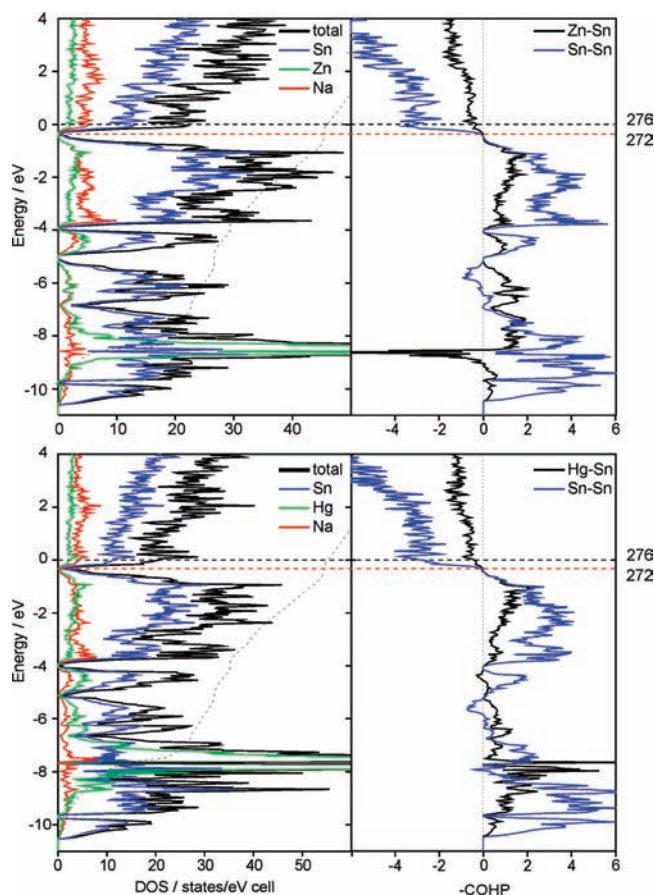 4
2
0
-2
-4
-6
-8
-10
Energy / eV
total
Sn
Zn
Na
Zn-Sn
Sn-Sn
276
272
0 10 20 30 40
-4 -2 0 2 4 6
4
2
0
-2
-4
-6
-8
-10
Energy / eV
total
Sn
Hg
Na
Hg-Sn
Sn-Sn
276
272
0 10 20 30 40 50
-4 -2 0 2 4 6
DOS / states/eV cell
-COHP